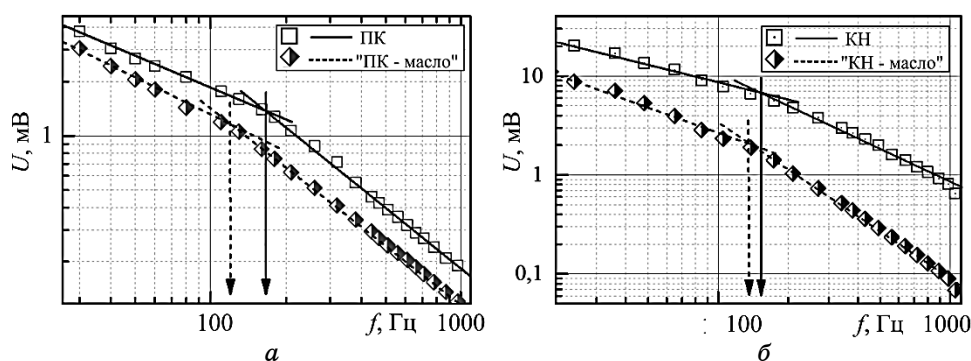 U, мВ
1
ПК
"ПК - масло"
100
f, Гц
1000
а
U, мВ
10
1
0,1
КН
"КН - масло"
100
f, Гц
1000
б